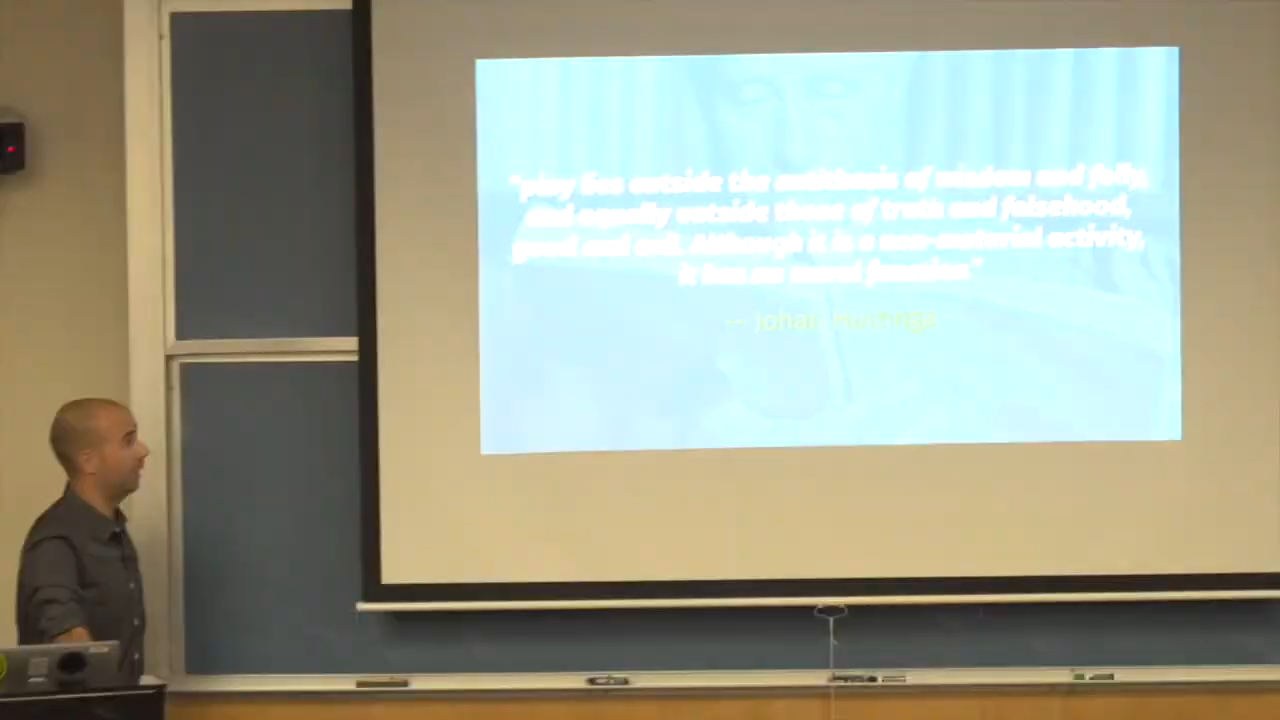 "play lies outside the antithesis of wisdom and folly,
and equally outside those of truth and falsehood,
good and evil. Although it is a non-material activity,
it has no moral function."
-- Johan Huizinga